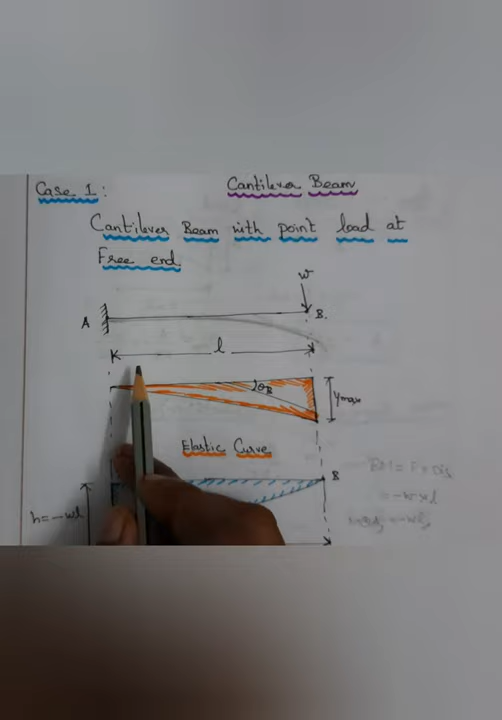 Case 1:
Cantilever Beam
Cantilever Beam with point load at
Free end
W
A
B.
l
θB
ymax
Elastic Curve
B
h=-wl
BM = F x Dis
= -w x l